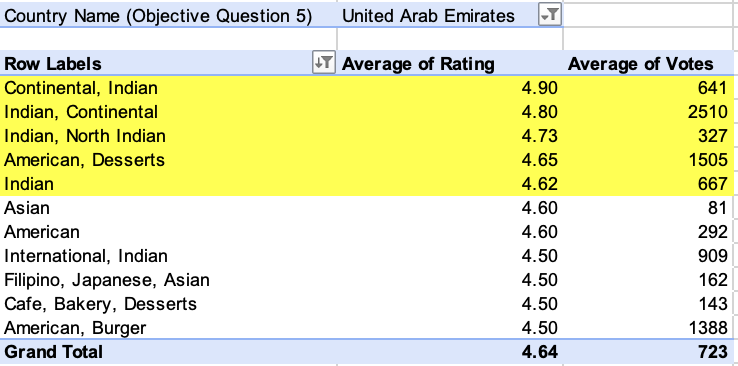 Country Name (Objective Question 5) United Arab Emirates
Row Labels Average of Rating Average of Votes
Continental, Indian 4.90 641
Indian, Continental 4.80 2510
Indian, North Indian 4.73 327
American, Desserts 4.65 1505
Indian 4.62 667
Asian 4.60 81
American 4.60 292
International, Indian 4.50 909
Filipino, Japanese, Asian 4.50 162
Cafe, Bakery, Desserts 4.50 143
American, Burger 4.50 1388
Grand Total 4.64 723